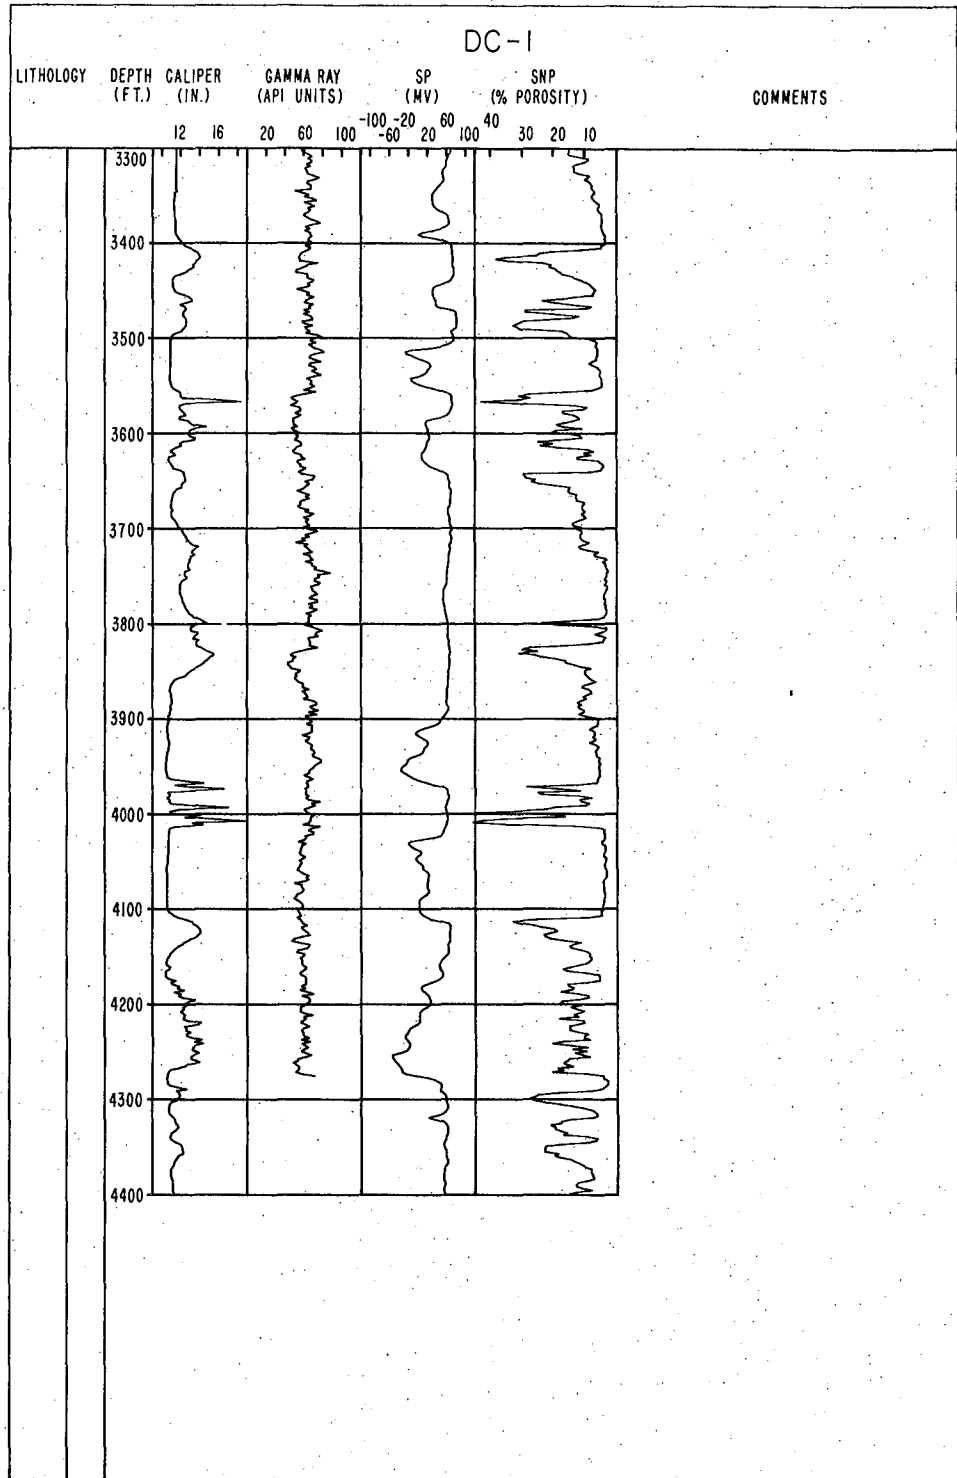 DC-1
LITHOLOGY DEPTH CALIPER GAMMA RAY SP SNP
(FT.) (IN.) (API UNITS) (MV) (% POROSITY) COMMENTS
-100 -20 60 40 20
12 16 20 60 100 -60 20 100 30 10
3300
3400
3500
3600
3700
3800
3900
4000
4100
4200
4300
4400